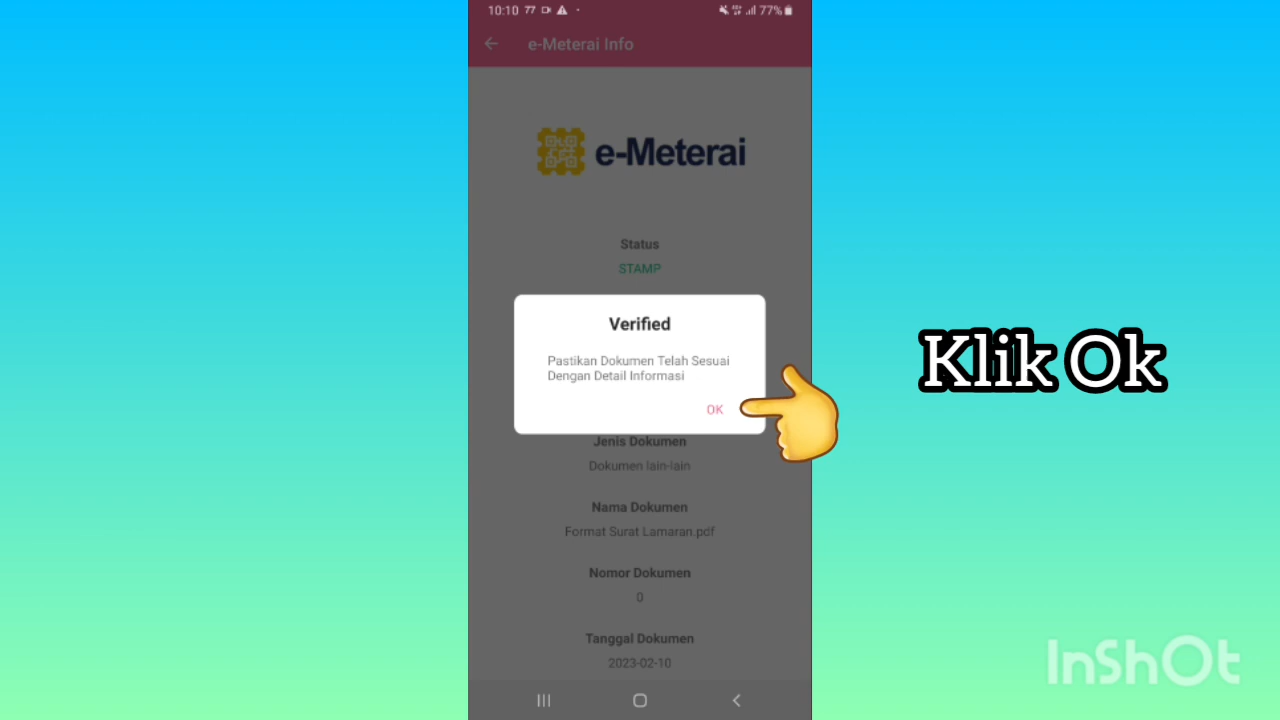 10:10 77
77%
e-Meterai Info
e-Meterai
Status
STAMP
Verified
Pastikan Dokumen Telah Sesuai
Dengan Detail Informasi
OK
Klik Ok
Jenis Dokumen
Dokumen lain-lain
Nama Dokumen
Format Surat Lamaran.pdf
Nomor Dokumen
0
Tanggal Dokumen
2023-02-10
InShOt